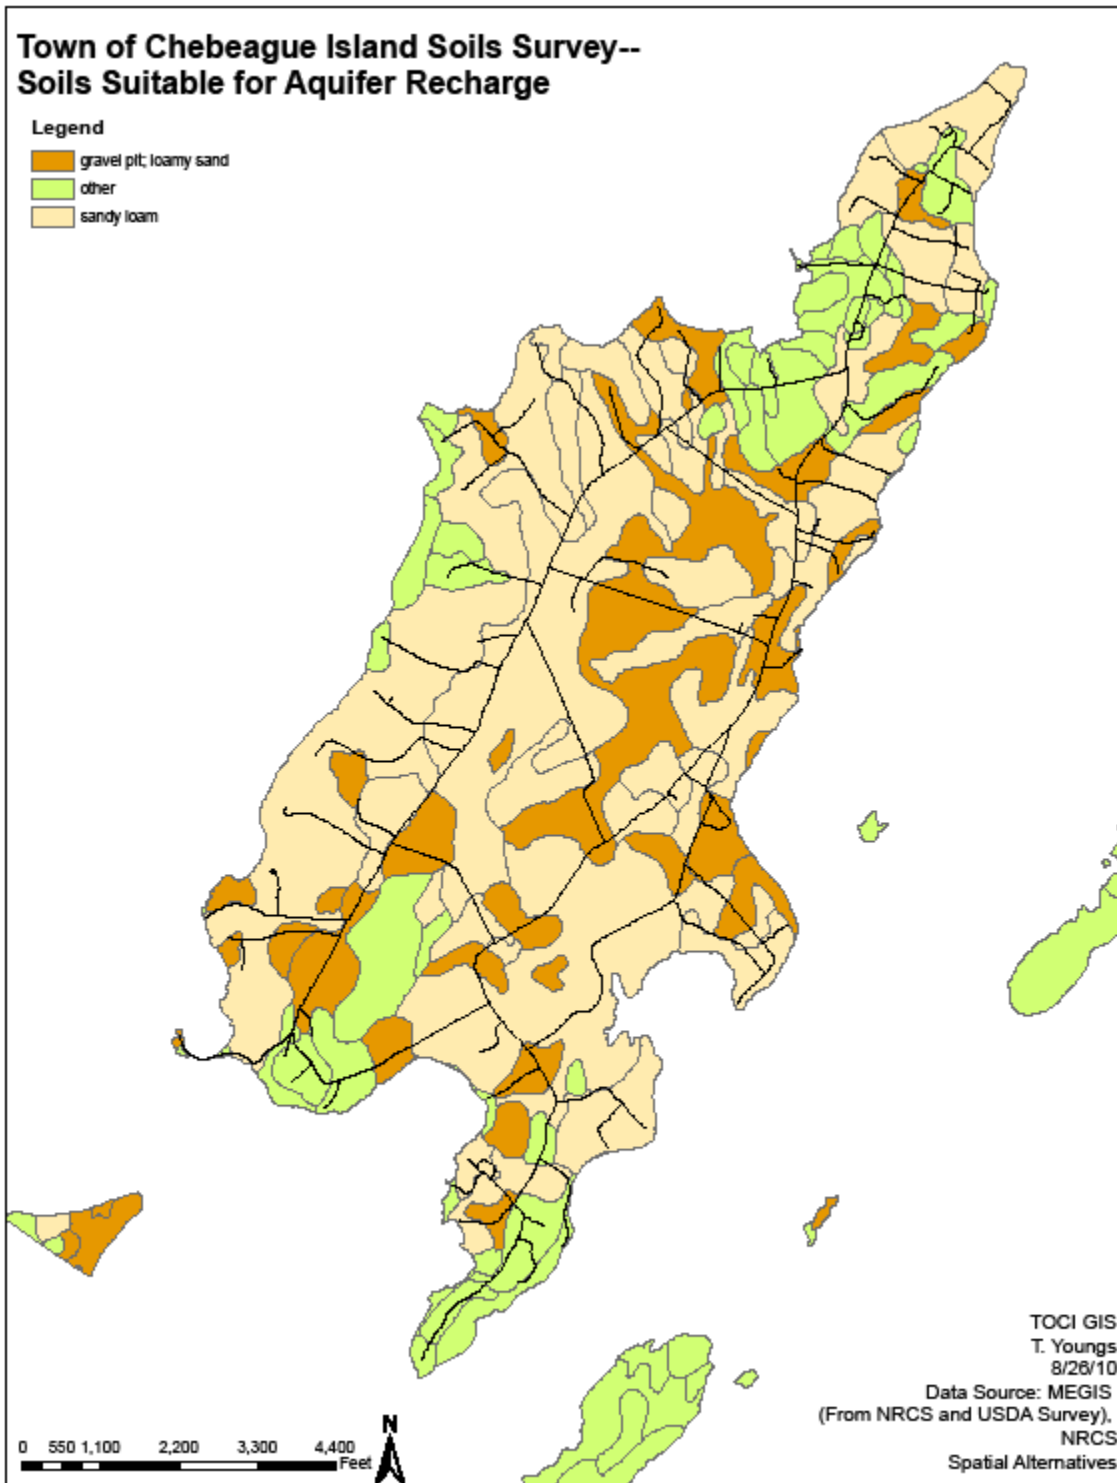 Town of Chebeague Island Soils Survey--
Soils Suitable for Aquifer Recharge
Legend
gravel pit; loamy sand
other
sandy loam
TOCI GIS
T. Youngs
8/26/10
Data Source: MEGIS
(From NRCS and USDA Survey),
NRCS
Spatial Alternatives
N
0 550 1,100 2,200 3,300 4,400
Feet